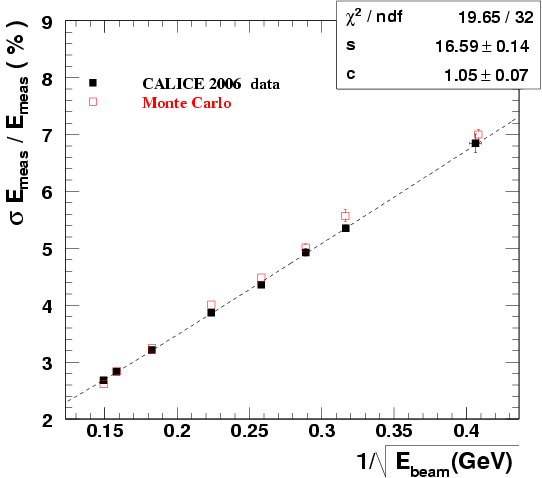 χ² / ndf 19.65 / 32
s 16.59 ± 0.14
c 1.05 ± 0.07
CALICE 2006 data
Monte Carlo
σ E_meas / E_meas ( % )
9
8
7
6
5
4
3
2
0.15 0.2 0.25 0.3 0.35 0.4
1/√E_beam(GeV)